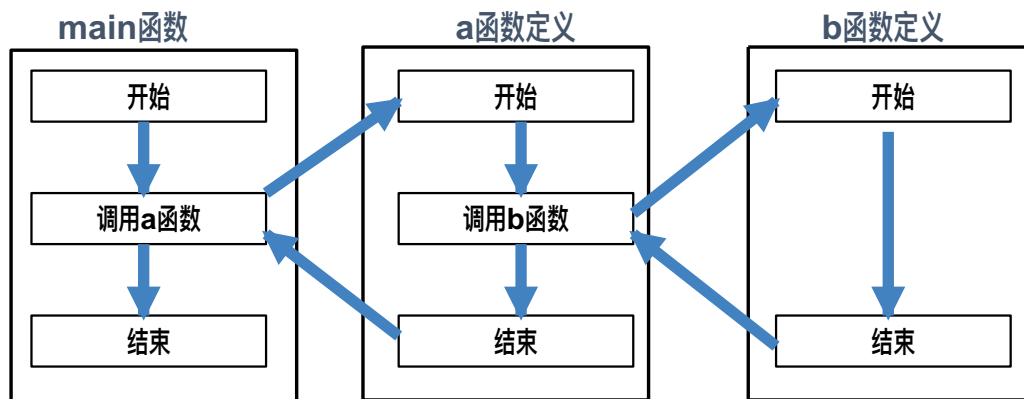 main函数
a函数定义
b函数定义
开始
开始
开始
调用a函数
调用b函数
结束
结束
结束